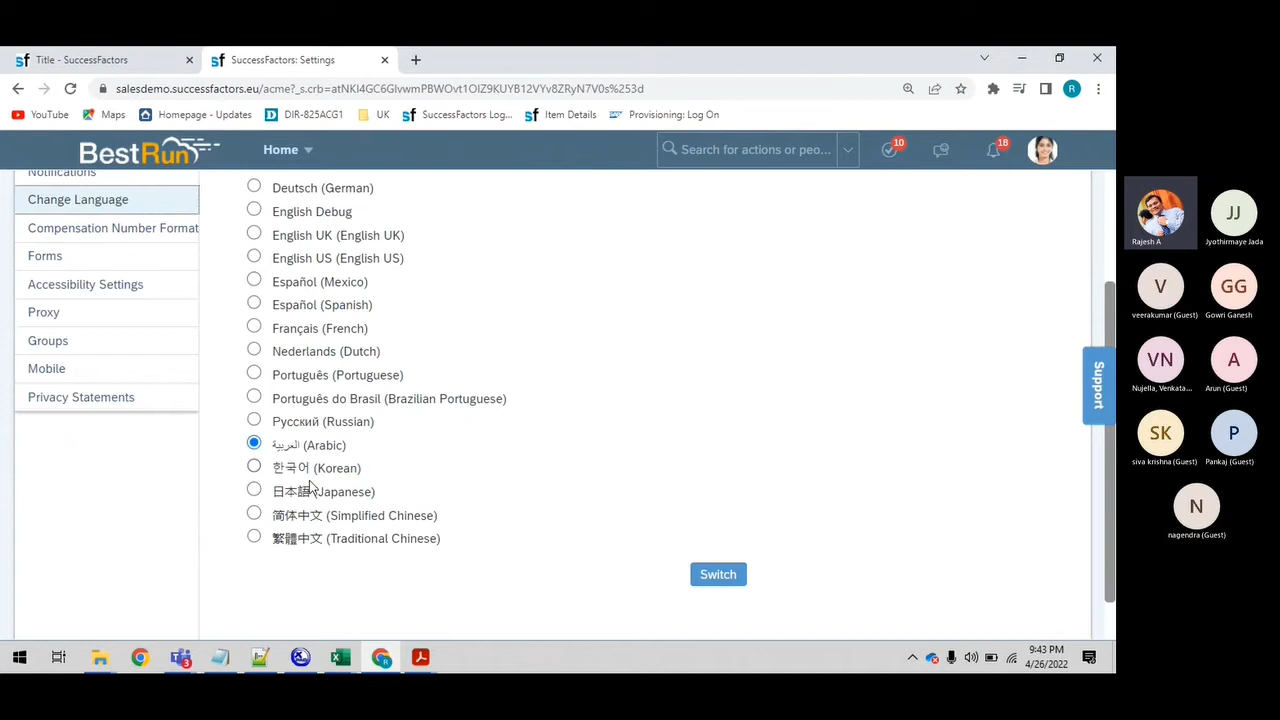 Title - SuccessFactors
SuccessFactors: Settings
salesdemo.successfactors.eu/acme?_s.crb=atNKI4GC6GIvwmPBWOvt1OIZ9KUYB12VYv8ZRyN7V0s%253d
YouTube
Maps
Home - Updates
DIR-825ACG1
UK
SuccessFactors Log...
Item Details
Provisioning: Log On
BestRun
Home
Search for actions or peo...
10
18
Notifications
Change Language
Compensation Number Format
Forms
Accessibility Settings
Proxy
Groups
Mobile
Privacy Statements
Deutsch (German)
English Debug
English UK (English UK)
English US (English US)
Español (Mexico)
Español (Spanish)
Français (French)
Nederlands (Dutch)
Português (Portuguese)
Português do Brasil (Brazilian Portuguese)
Русский (Russian)
العربية (Arabic)
한국어 (Korean)
日本語 (Japanese)
简体中文 (Simplified Chinese)
繁體中文 (Traditional Chinese)
Switch
Support
Rajesh A
JJ
Jyothirmaye Jada
V
veerakumar (Guest)
GG
Gowri Ganesh
VN
Nujella, Venkata...
A
Arun (Guest)
SK
siva krishna (Guest)
P
Pankaj (Guest)
N
nagendra (Guest)
3
9:43 PM
4/26/2022